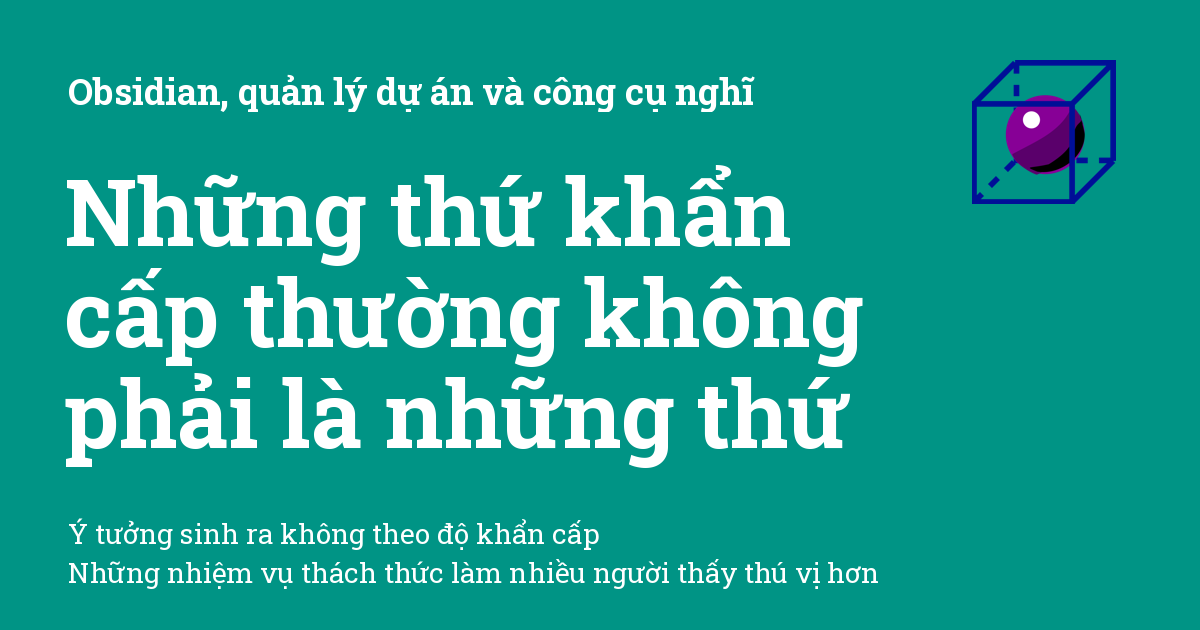 Obsidian, quản lý dự án và công cụ nghĩ
Những thứ khẩn
cấp thường không
phải là những thứ
Ý tưởng sinh ra không theo độ khẩn cấp
Những nhiệm vụ thách thức làm nhiều người thấy thú vị hơn